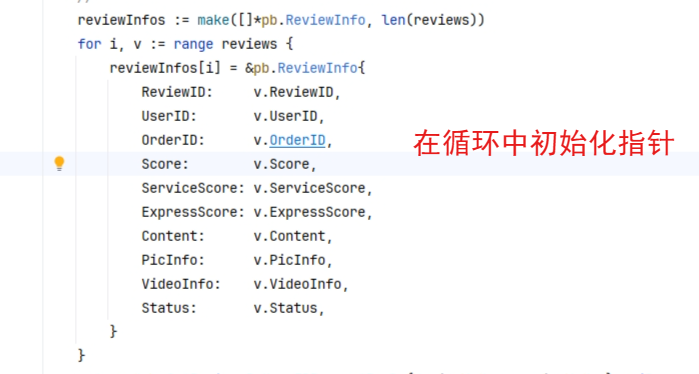 reviewInfos := make([]*pb.ReviewInfo, len(reviews))
for i, v := range reviews {
reviewInfos[i] = &pb.ReviewInfo{
ReviewID: v.ReviewID,
UserID: v.UserID,
OrderID: v.OrderID,
在循环中初始化指针
Score: v.Score,
ServiceScore: v.ServiceScore,
ExpressScore: v.ExpressScore,
Content: v.Content,
PicInfo: v.PicInfo,
VideoInfo: v.VideoInfo,
Status: v.Status,
}
}